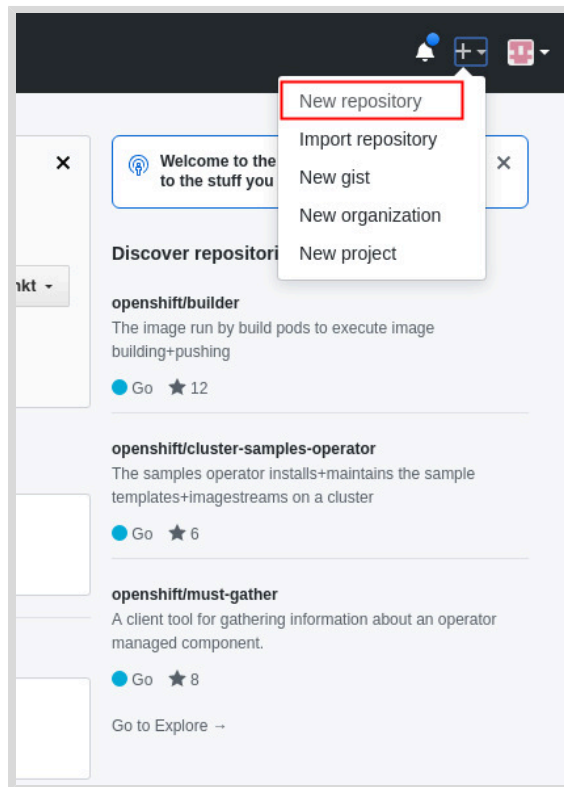 New repository
Import repository
New gist
New organization
New project
Welcome to the
to the stuff you
Discover repositori
nkt
openshift/builder
The image run by build pods to execute image
building+pushing
Go ★ 12
openshift/cluster-samples-operator
The samples operator installs+maintains the sample
templates+imagestreams on a cluster
Go ★ 6
openshift/must-gather
A client tool for gathering information about an operator
managed component.
Go ★ 8
Go to Explore →